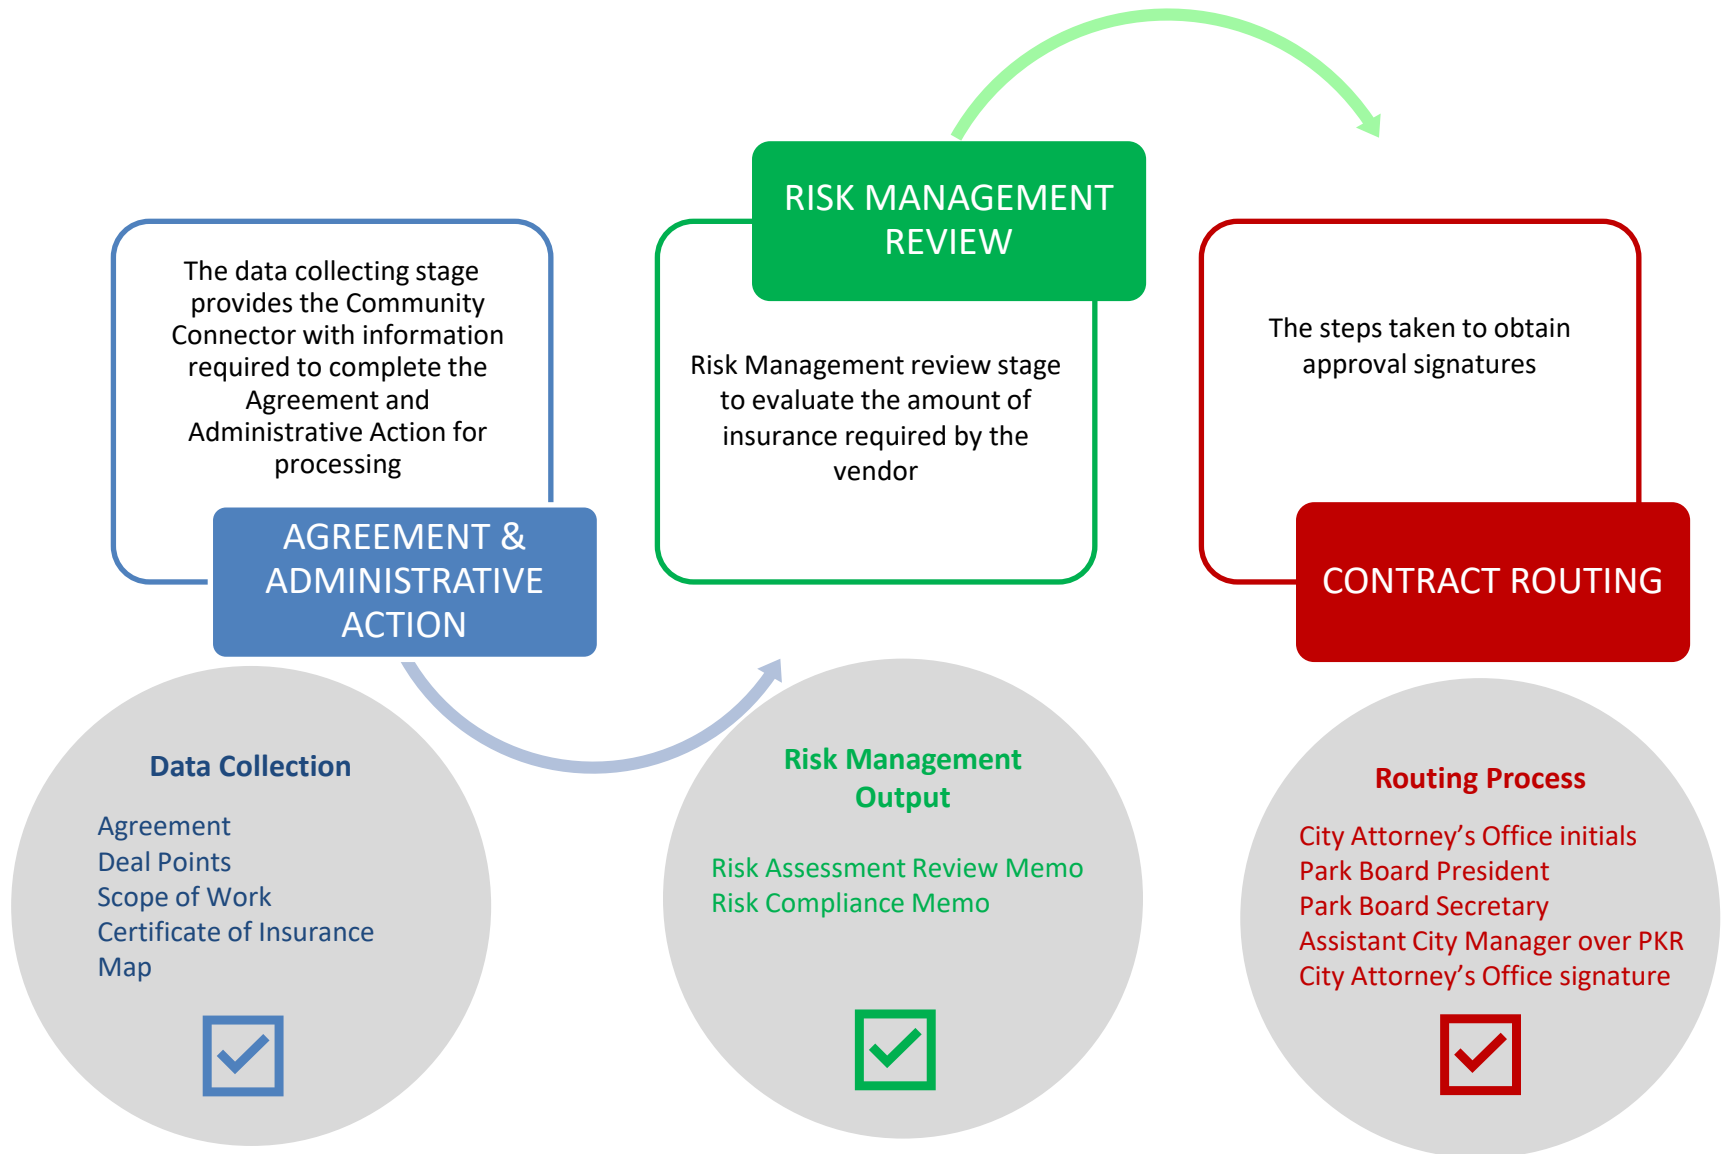 The data collecting stage
provides the Community
Connector with information
required to complete the
Agreement and
Administrative Action for
processing
AGREEMENT &
ADMINISTRATIVE
ACTION
Data Collection
Agreement
Deal Points
Scope of Work
Certificate of Insurance
Map
RISK MANAGEMENT
REVIEW
Risk Management review stage
to evaluate the amount of
insurance required by the
vendor
Risk Management
Output
Risk Assessment Review Memo
Risk Compliance Memo
The steps taken to obtain
approval signatures
CONTRACT ROUTING
Routing Process
City Attorney’s Office initials
Park Board President
Park Board Secretary
Assistant City Manager over PKR
City Attorney’s Office signature